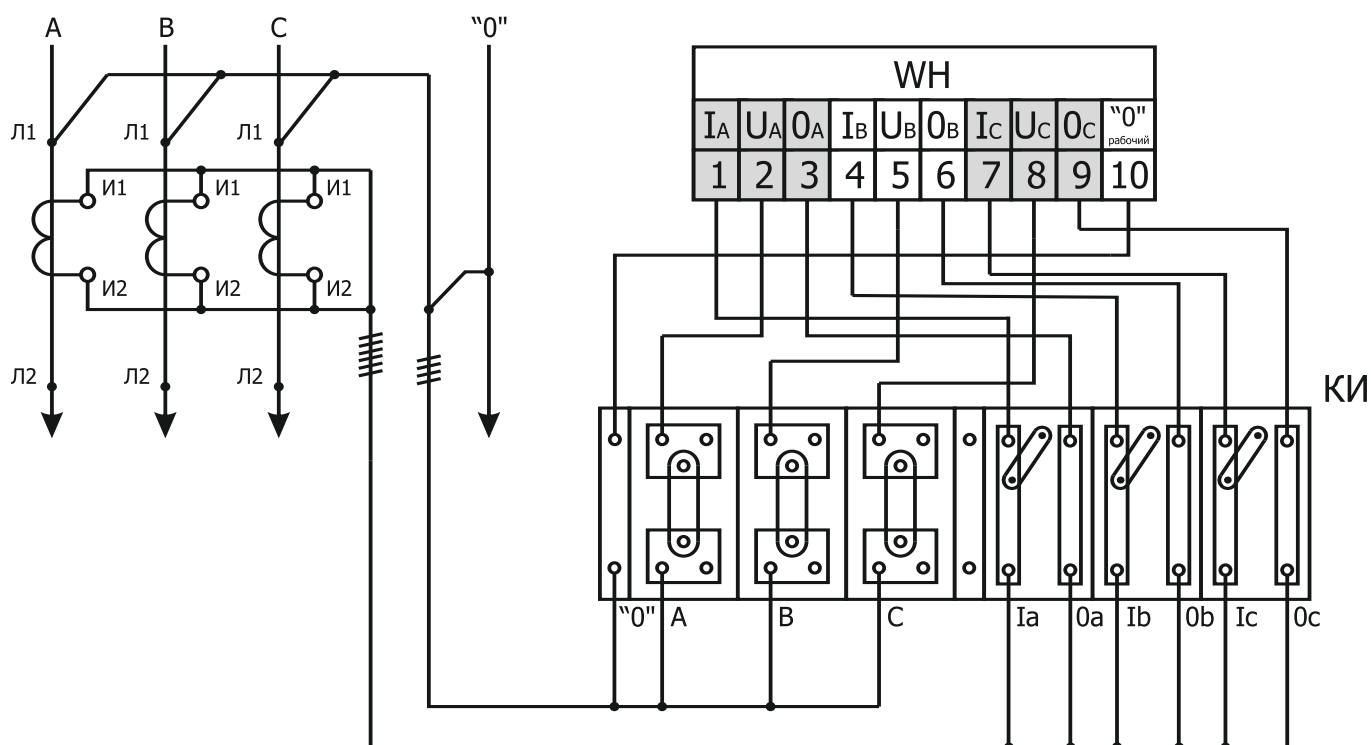 A B C "0"
WH
IA UA 0A IB UB 0B IC UC 0C "0"
рабочий
1 2 3 4 5 6 7 8 9 10
Л1 Л1 Л1
И1 И1 И1
И2 И2 И2
Л2 Л2 Л2
КИ
"0" A B C Ia 0a Ib 0b Ic 0c